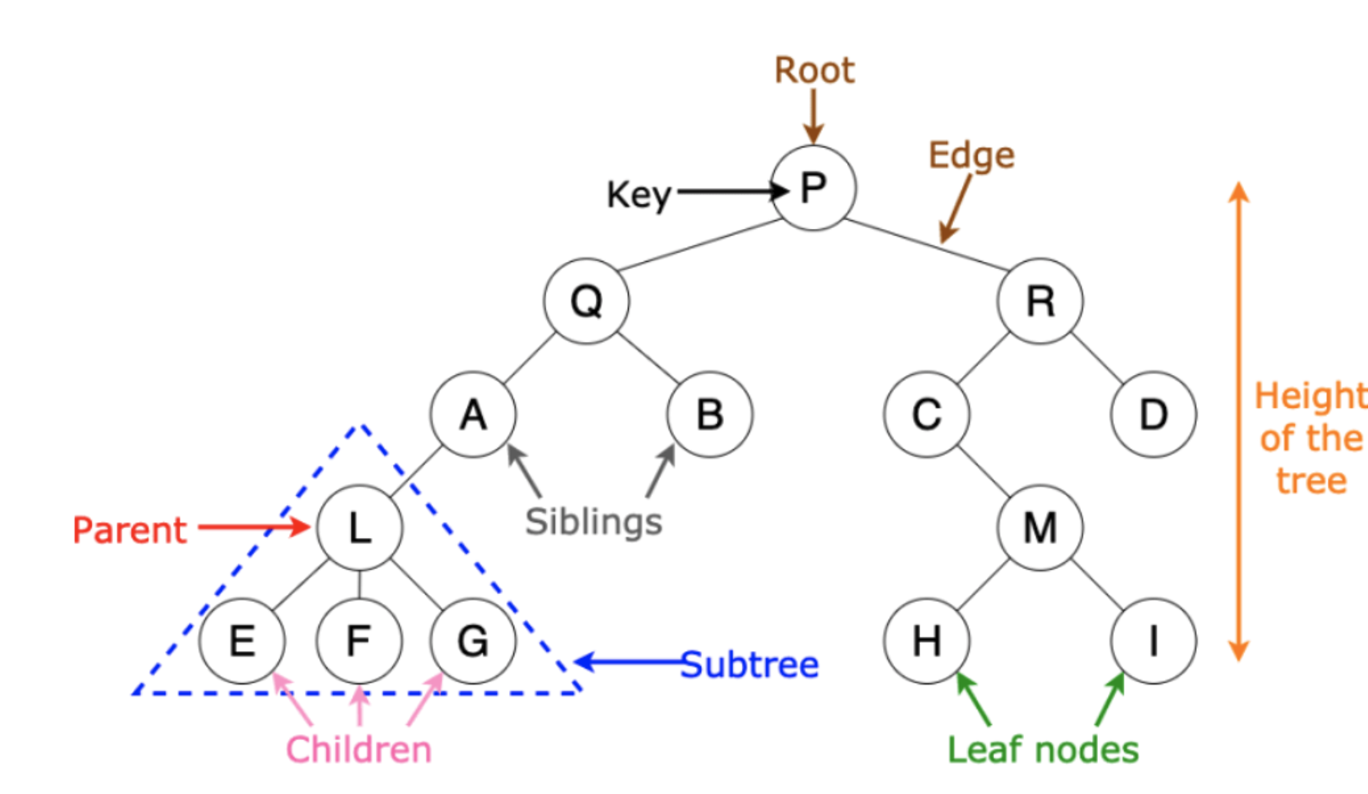 Root
Edge
Key
P
Q
R
A
B
C
D
Height
of the
tree
Parent
L
Siblings
M
E
F
G
H
I
Subtree
Children
Leaf nodes